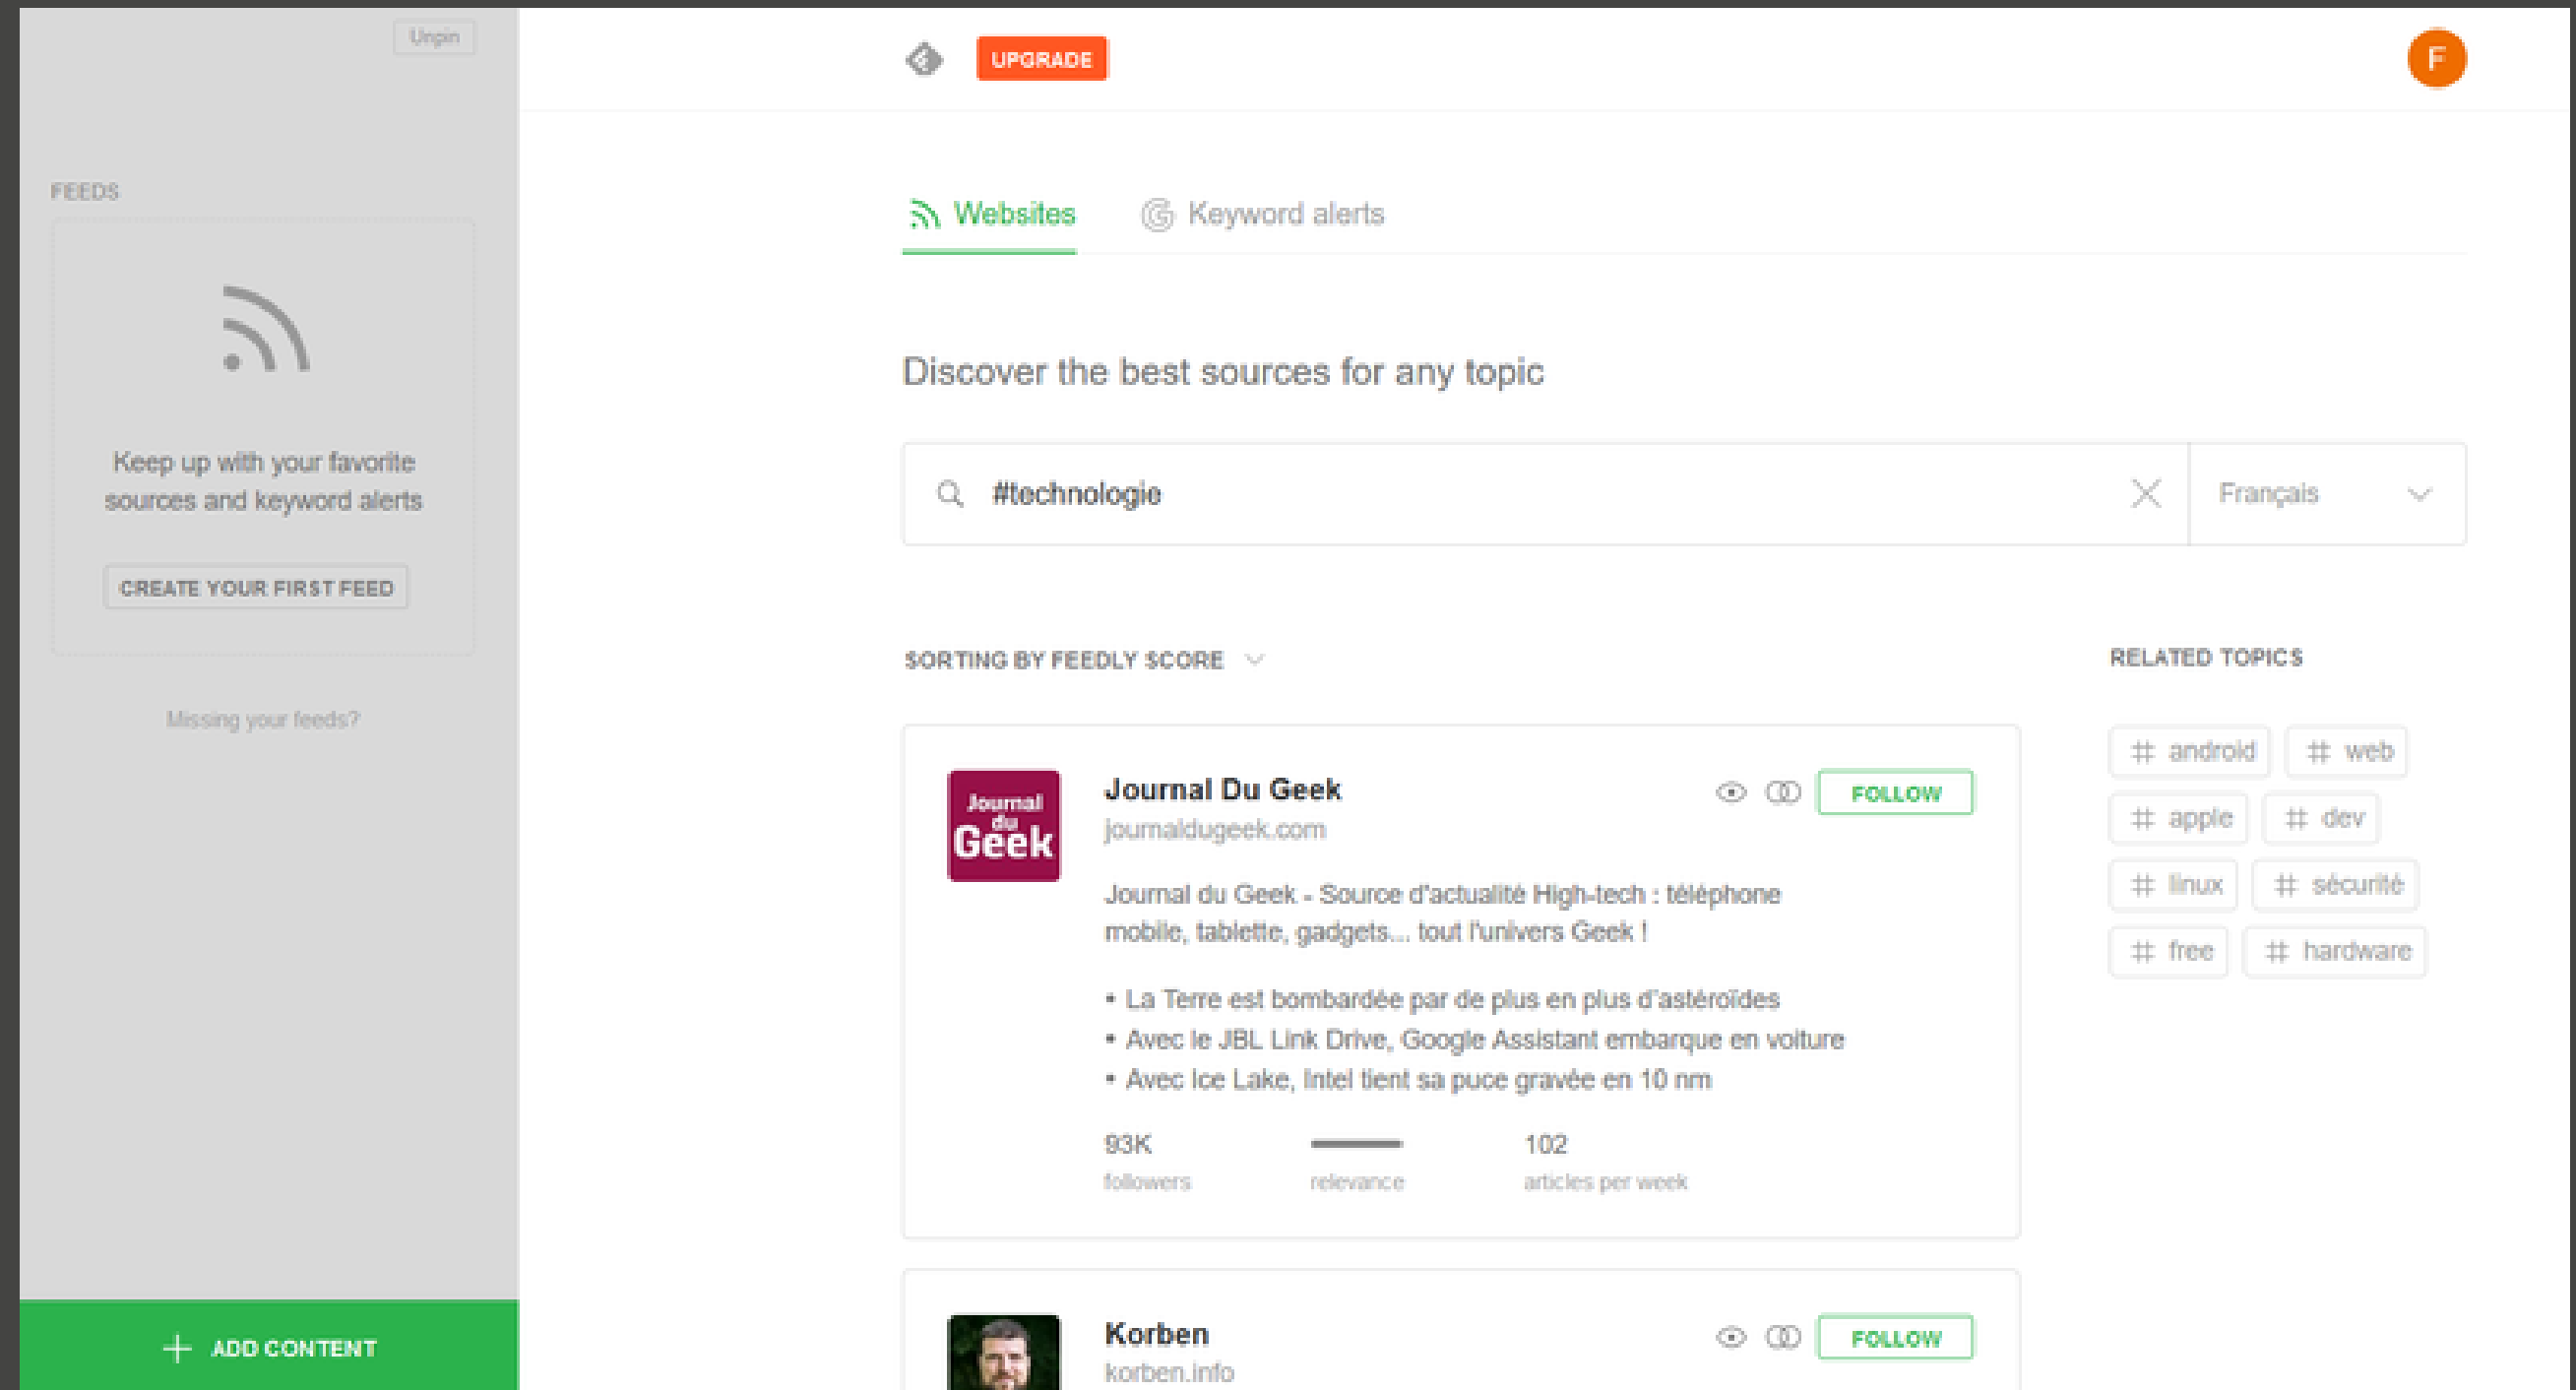 Unpin
FEEDS
Keep up with your favorite
sources and keyword alerts
CREATE YOUR FIRST FEED
Missing your feeds?
ADD CONTENT
UPGRADE
F
Websites
Keyword alerts
Discover the best sources for any topic
#technologie
Français
SORTING BY FEEDLY SCORE
Journal
du
Geek
Journal Du Geek
journaldugeek.com
FOLLOW
Journal du Geek - Source d'actualité High-tech : téléphone
mobile, tablette, gadgets... tout l'univers Geek !
• La Terre est bombardée par de plus en plus d'astéroïdes
• Avec le JBL Link Drive, Google Assistant embarque en voiture
• Avec Ice Lake, Intel tient sa puce gravée en 10 nm
93K
followers
relevance
102
articles per week
Korben
korben.info
FOLLOW
RELATED TOPICS
# android
# web
# apple
# dev
# linux
# sécurité
# free
# hardware